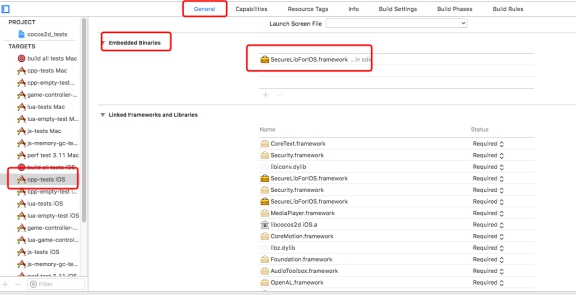 General Capabilities Resource Tags Info Build Settings Build Phases Build Rules
PROJECT
cocos2d_tests
TARGETS
build all tests Mac
cpp-tests Mac
cpp-empty-test...
game-controller-...
lua-tests Mac
lua-empty-test M...
js-tests Mac
js-memory-gc-te...
perf test 3.11 Mac
build all tests iOS
cpp-tests iOS
cpp-empty-test i...
lua-tests iOS
lua-empty-test iOS
game-controller-...
lua-game-control...
js-tests iOS
js-memory-gc-te...
perf test 3.11 iOS
Filter
Launch Screen File
Embedded Binaries
SecureLibForIOS.framework ...in sdk
Linked Frameworks and Libraries
Name Status
CoreText.framework Required
Security.framework Required
libiconv.dylib Required
SecureLibForIOS.framework Required
Security.framework Required
SecureLibForIOS.framework Required
MediaPlayer.framework Required
libcocos2d iOS.a Required
CoreMotion.framework Required
libz.dylib Required
Foundation.framework Required
AudioToolbox.framework Required
OpenAL.framework Required